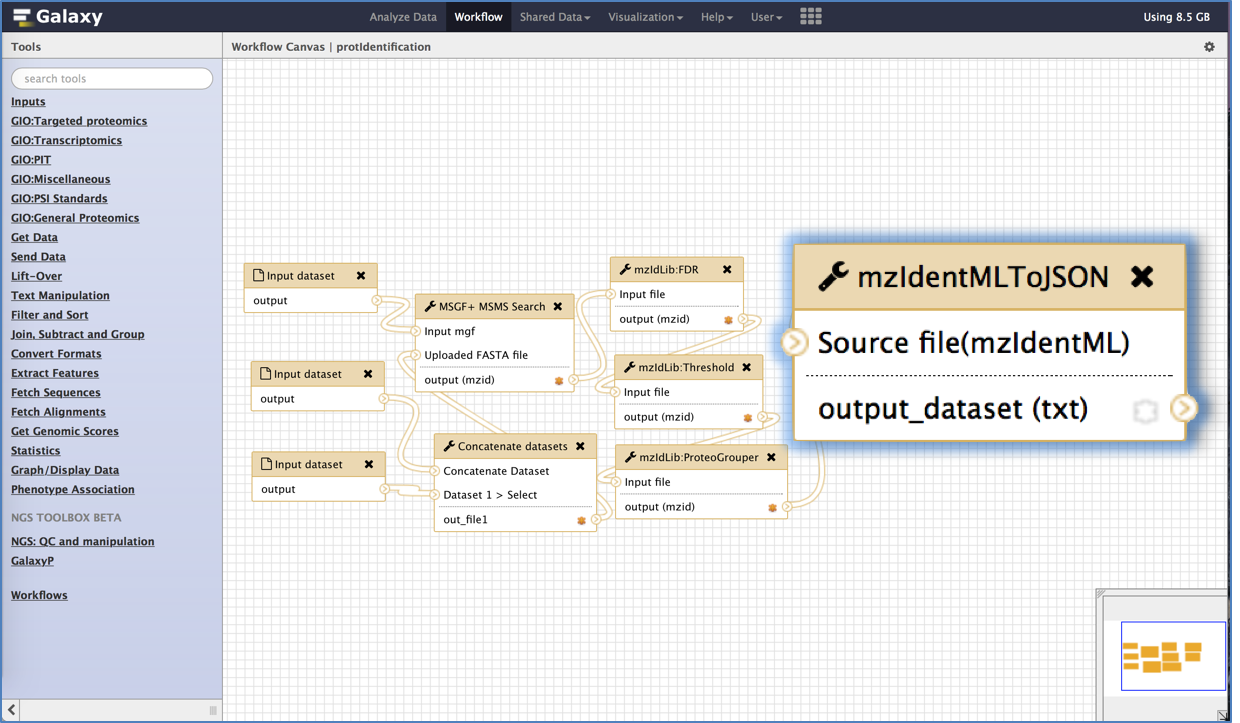 Galaxy
Analyze Data Workflow Shared Data Visualization Help User Using 8.5 GB
Tools
Workflow Canvas | protIdentification
search tools
Inputs
GIO:Targeted proteomics
GIO:Transcriptomics
GIO:PIT
GIO:Miscellaneous
GIO:PSI Standards
GIO:General Proteomics
Get Data
Send Data
Lift-Over
Text Manipulation
Filter and Sort
Join, Subtract and Group
Convert Formats
Extract Features
Fetch Sequences
Fetch Alignments
Get Genomic Scores
Statistics
Graph/Display Data
Phenotype Association
NGS TOOLBOX BETA
NGS: QC and manipulation
GalaxyP
Workflows
Input dataset
output
Input dataset
output
Input dataset
output
MSGF+ MSMS Search
Input mgf
Uploaded FASTA file
output (mzid)
Concatenate datasets
Concatenate Dataset
Dataset 1 > Select
out_file1
mzIdLib:FDR
Input file
output (mzid)
mzIdLib:Threshold
Input file
output (mzid)
mzIdLib:ProteoGrouper
Input file
output (mzid)
mzIdentMLToJSON
Source file(mzIdentML)
output_dataset (txt)